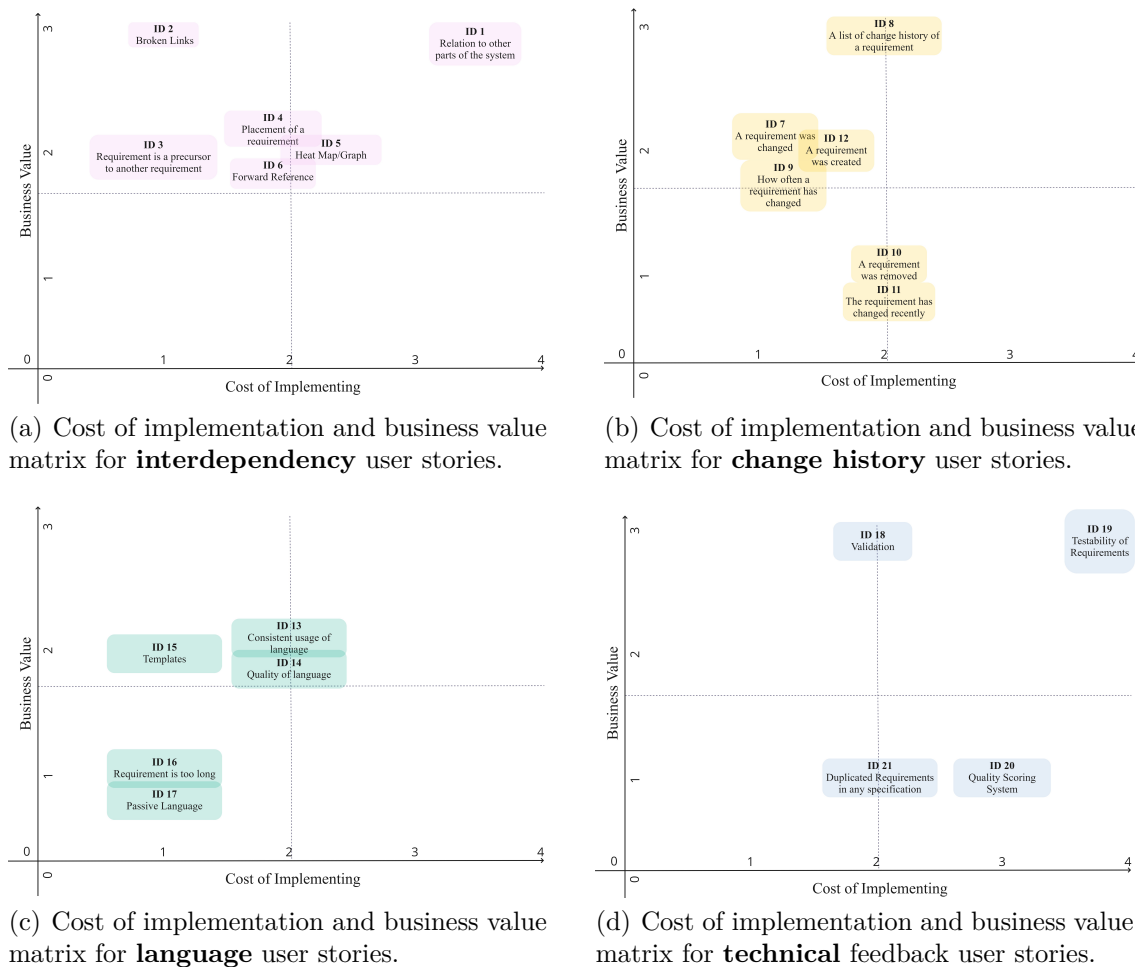 3
ID 2
Broken Links
ID 1
Relation to other
parts of the system
ID 4
Placement of a
requirement
ID 3
Requirement is a precursor
to another requirement
ID 5
Heat Map/Graph
ID 6
Forward Reference
2
Business Value
1
0
1
2
3
4
0
Cost of Implementing
(a) Cost of implementation and business value
matrix for interdependency user stories.
3
ID 8
A list of change history of
a requirement
ID 7
A requirement was
changed
ID 12
A requirement
was created
ID 9
How often a
requirement has
changed
2
Business Value
ID 10
A requirement
was removed
ID 11
The requirement has
changed recently
1
0
1
2
3
4
0
Cost of Implementing
(b) Cost of implementation and business value
matrix for change history user stories.
3
ID 13
Consistent usage of
language
ID 15
Templates
ID 14
Quality of language
2
Business Value
ID 16
Requirement is too long
ID 17
Passive Language
1
0
1
2
3
4
0
Cost of Implementing
(c) Cost of implementation and business value
matrix for language user stories.
3
ID 18
Validation
ID 19
Testability of
Requirements
2
Business Value
ID 21
Duplicated Requirements
in any specification
ID 20
Quality Scoring
System
1
0
1
2
3
4
0
Cost of Implementing
(d) Cost of implementation and business value
matrix for technical feedback user stories.